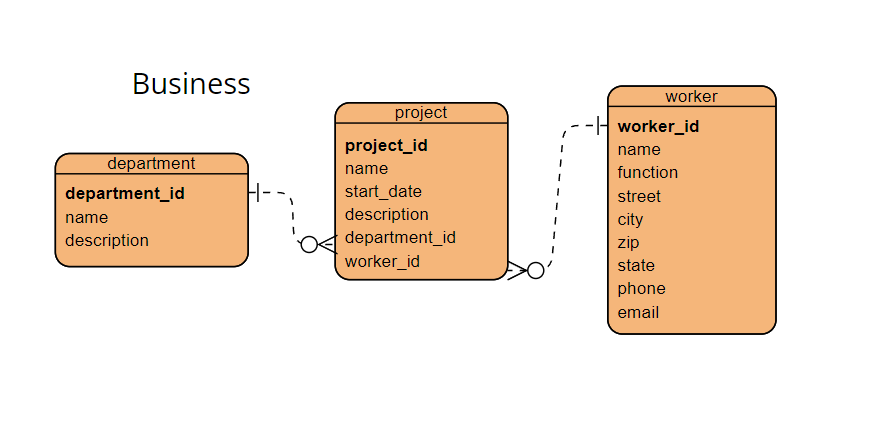 Business
department
department_id
name
description
project
project_id
name
start_date
description
department_id
worker_id
worker
worker_id
name
function
street
city
zip
state
phone
email